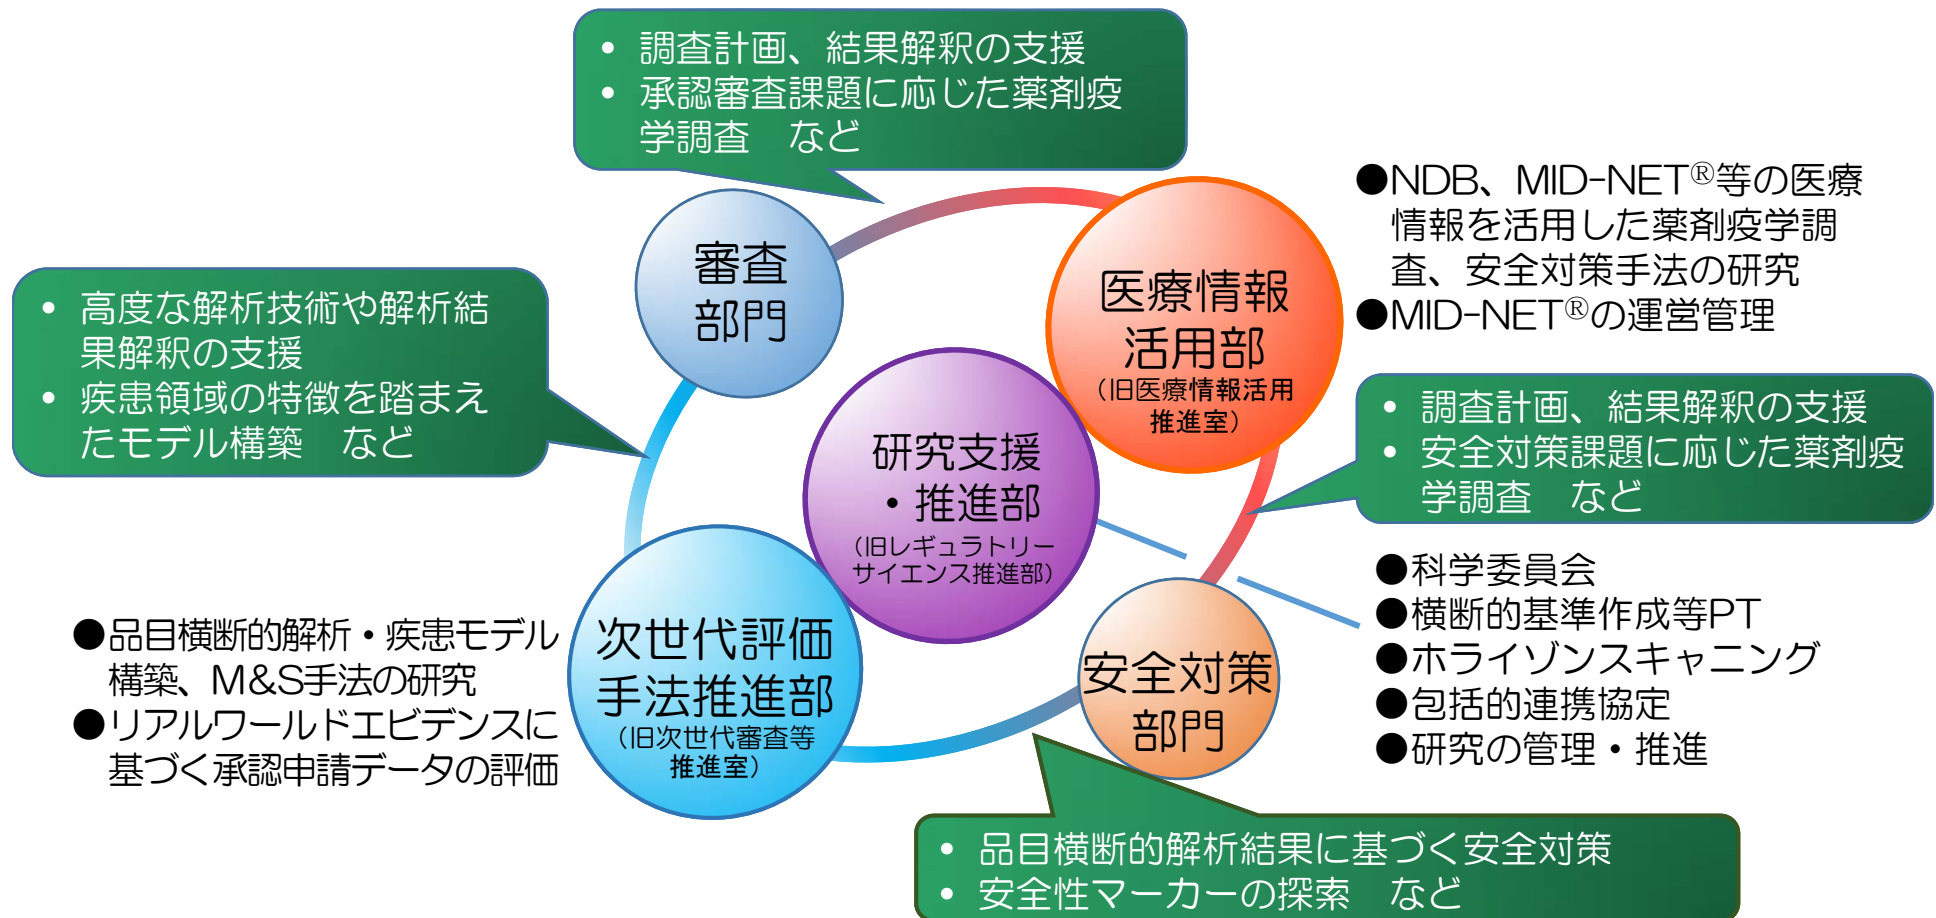 • 調査計画、結果解釈の支援
• 承認審査課題に応じた薬剤疫
学調査　など
●NDB、MID-NET®等の医療
情報を活用した薬剤疫学調
査、安全対策手法の研究
●MID-NET®の運営管理
審査
部門
医療情報
活用部
（旧医療情報活用
推進室）
• 高度な解析技術や解析結
果解釈の支援
• 疾患領域の特徴を踏まえ
たモデル構築　など
• 調査計画、結果解釈の支援
• 安全対策課題に応じた薬剤疫
学調査　など
研究支援
・推進部
（旧レギュラトリー
サイエンス推進部）
●科学委員会
●横断的基準作成等PT
●ホライゾンスキャニング
●包括的連携協定
●研究の管理・推進
●品目横断的解析・疾患モデル
構築、M&S手法の研究
●リアルワールドエビデンスに
基づく承認申請データの評価
次世代評価
手法推進部
（旧次世代審査等
推進室）
安全対策
部門
• 品目横断的解析結果に基づく安全対策
• 安全性マーカーの探索　など